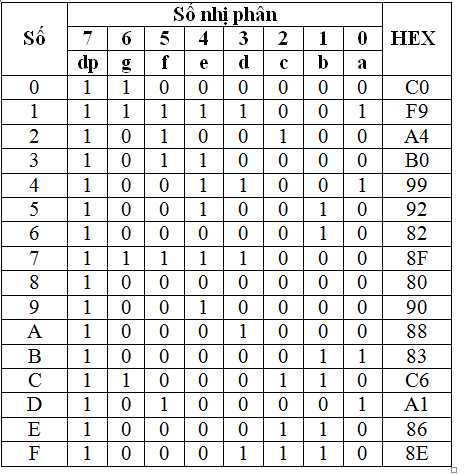 Số nhị phân
Số 7 6 5 4 3 2 1 0 HEX
dp g f e d c b a
0 1 1 0 0 0 0 0 0 C0
1 1 1 1 1 1 0 0 1 F9
2 1 0 1 0 0 1 0 0 A4
3 1 0 1 1 0 0 0 0 B0
4 1 0 0 1 1 0 0 1 99
5 1 0 0 1 0 0 1 0 92
6 1 0 0 0 0 0 1 0 82
7 1 1 1 1 1 0 0 0 8F
8 1 0 0 0 0 0 0 0 80
9 1 0 0 1 0 0 0 0 90
A 1 0 0 0 1 0 0 0 88
B 1 0 0 0 0 0 1 1 83
C 1 1 0 0 0 1 1 0 C6
D 1 0 1 0 0 0 0 1 A1
E 1 0 0 0 0 1 1 0 86
F 1 0 0 0 1 1 1 0 8E